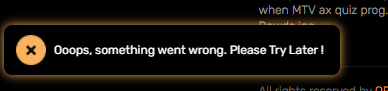 when MTV ax quiz prog.
Ooops, something went wrong. Please Try Later !
All rights reserved by